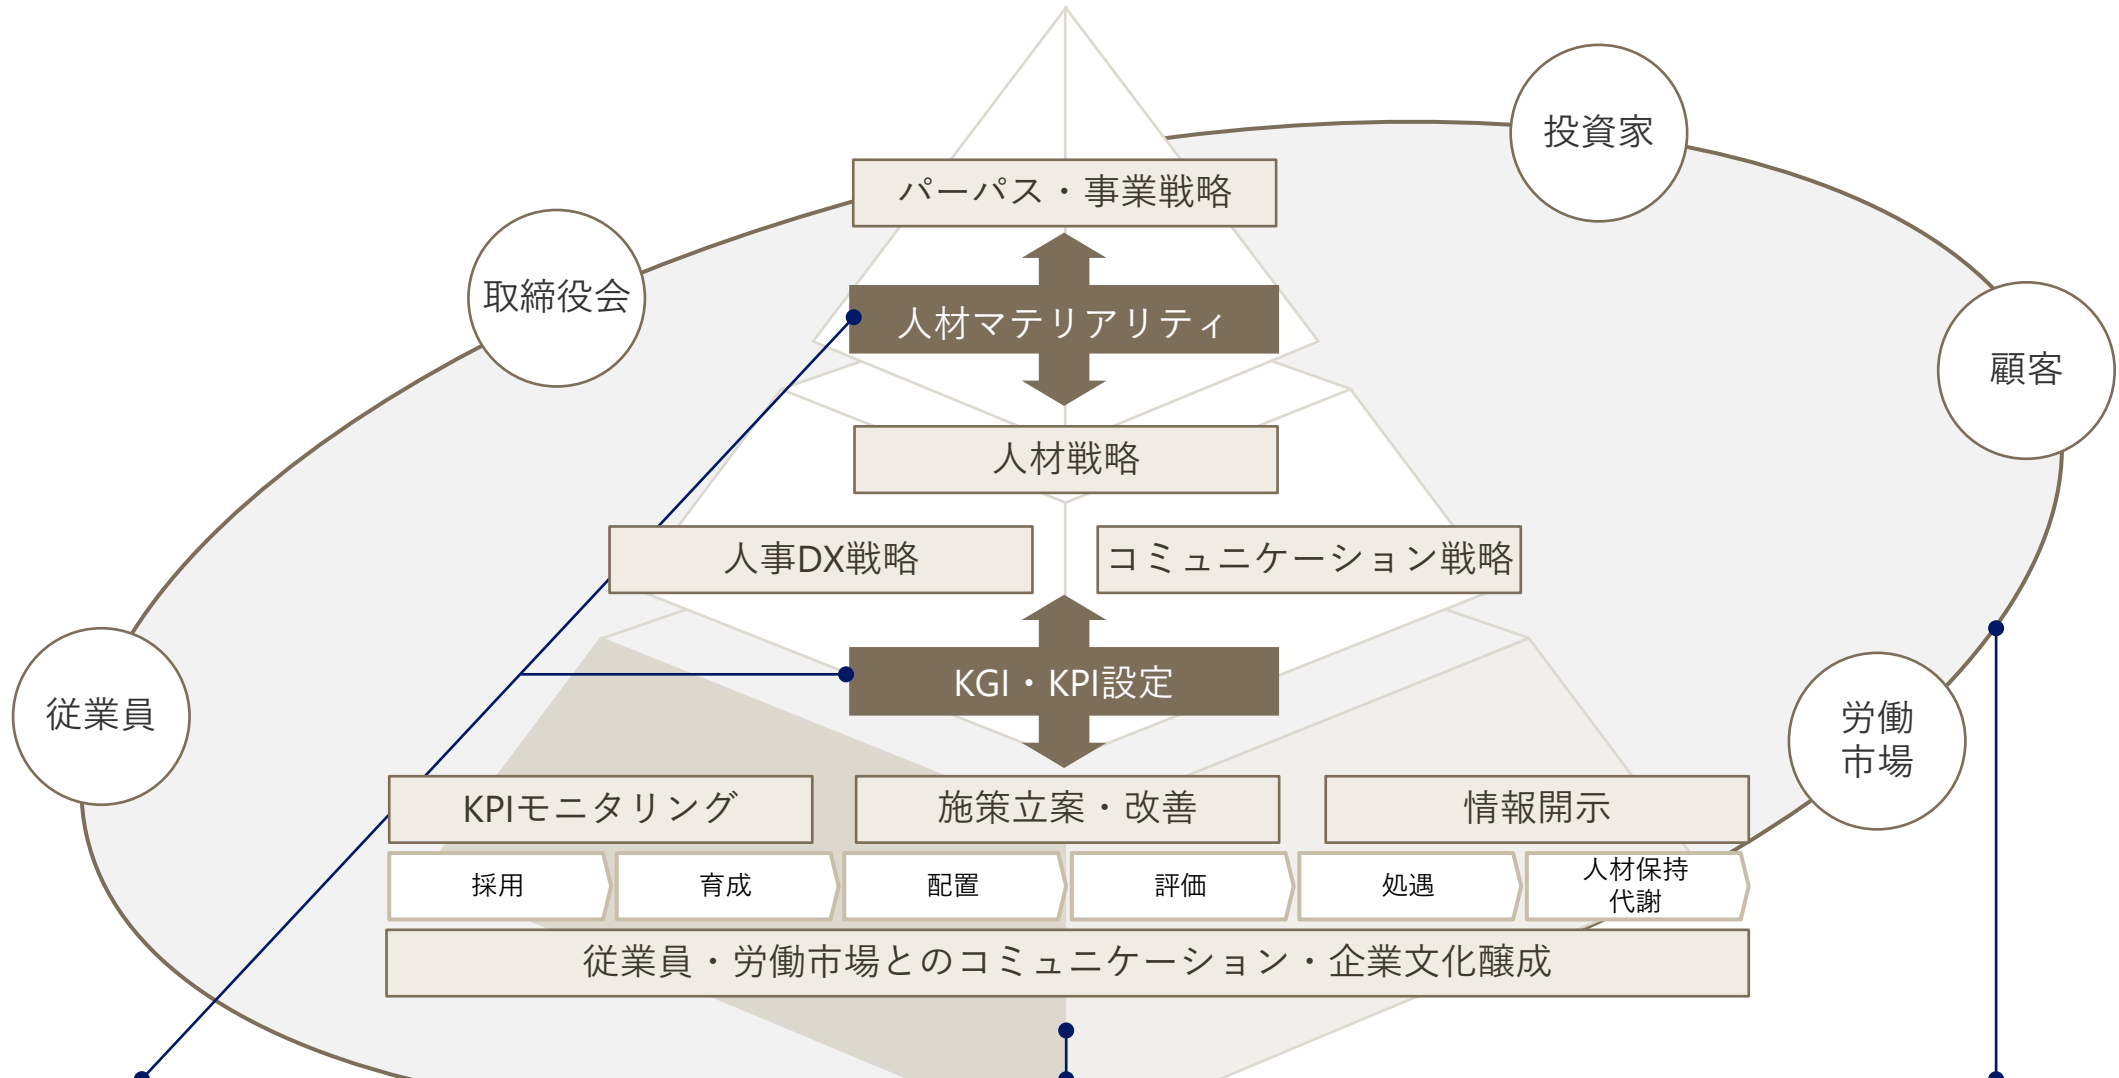 投資家
パーパス・事業戦略
取締役会
人材マテリアリティ
顧客
人材戦略
人事DX戦略
コミュニケーション戦略
KGI・KPI設定
従業員
労働
市場
KPIモニタリング
施策立案・改善
情報開示
採用
育成
配置
評価
処遇
人材保持
代謝
従業員・労働市場とのコミュニケーション・企業文化醸成